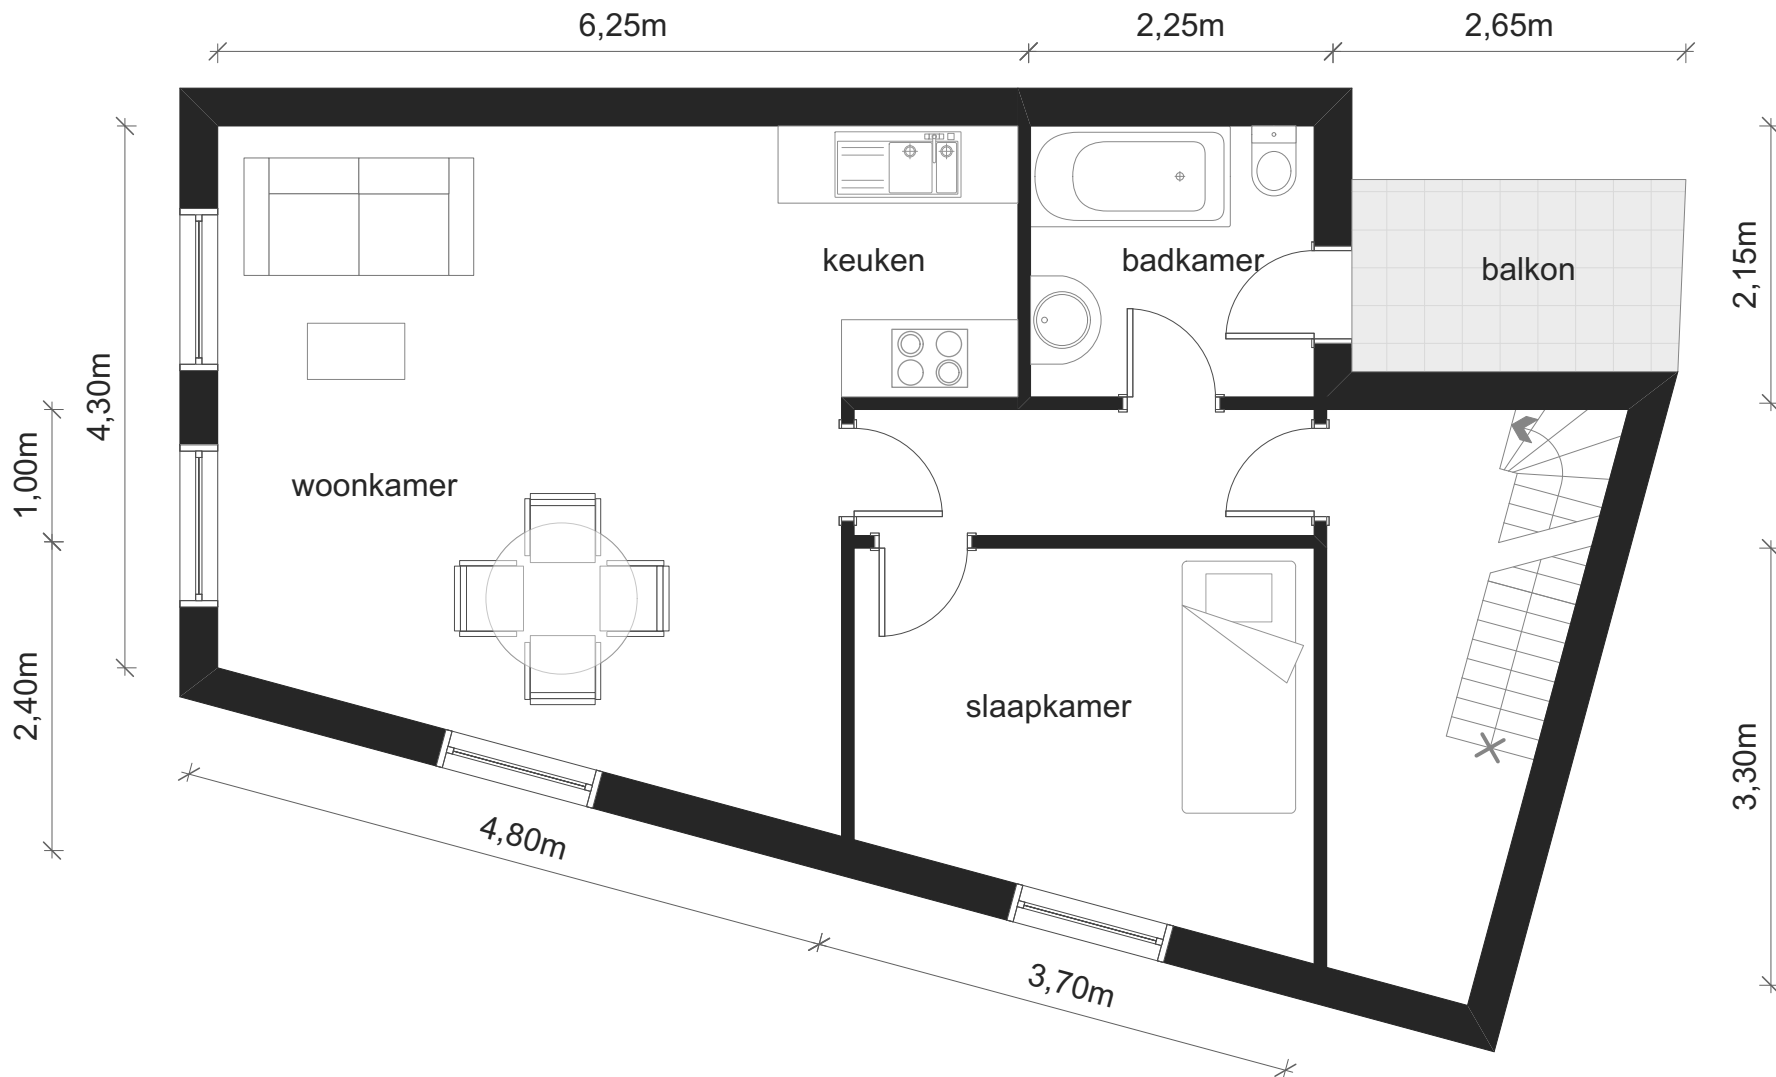 6,25m
2,25m
2,65m
4,30m
1,00m
2,40m
keuken
badkamer
balkon
2,15m
woonkamer
slaapkamer
3,30m
4,80m
3,70m